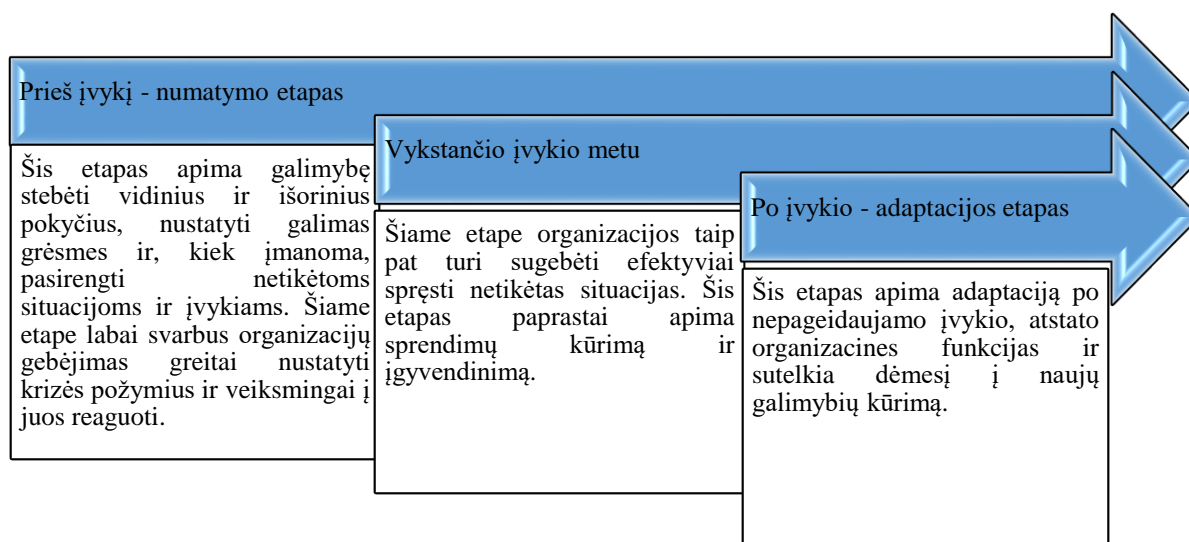 Prieš įvykį - numatymo etapas
Šis etapas apima galimybę
stebėti vidinius ir išorinius
pokyčius, nustatyti galimas
grėsmes ir, kiek įmanoma,
pasirengti netikėtoms
situacijoms ir įvykiams. Šiame
etape labai svarbus organizacijų
gebėjimas greitai nustatyti
krizės požymius ir veiksmingai į
juos reaguoti.
Vykstančio įvykio metu
Šiame etape organizacijos taip
pat turi sugebėti efektyviai
spręsti netikėtas situacijas. Šis
etapas paprastai apima
sprendimų kūrimą ir
įgyvendinimą.
Po įvykio - adaptacijos etapas
Šis etapas apima adaptaciją po
nepageidaujamo įvykio, atstato
organizacines funkcijas ir
sutelkia dėmesį į naujų
galimybių kūrimą.